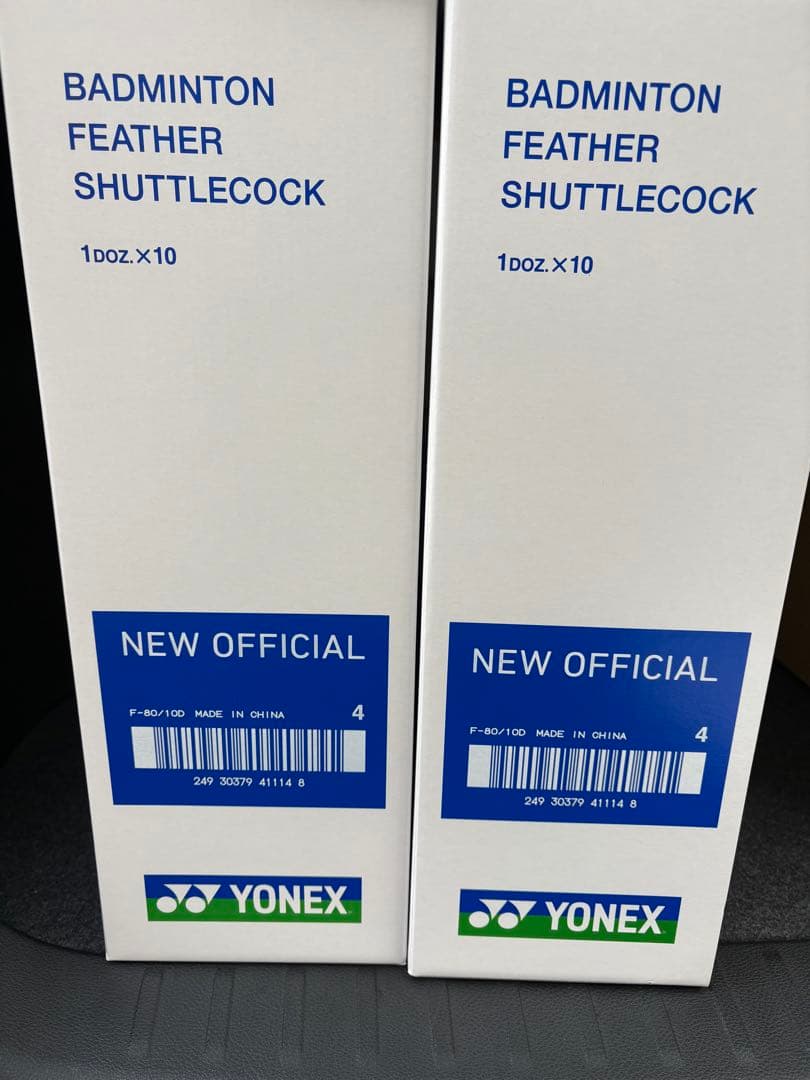 BADMINTON
FEATHER
SHUTTLECOCK
1DOZ.×10
NEW OFFICIAL
F-80/10D MADE IN CHINA 4
249 30379 41114 8
YONEX
BADMINTON
FEATHER
SHUTTLECOCK
1DOZ.×10
NEW OFFICIAL
F-80/10D MADE IN CHINA 4
249 30379 41114 8
YONEX